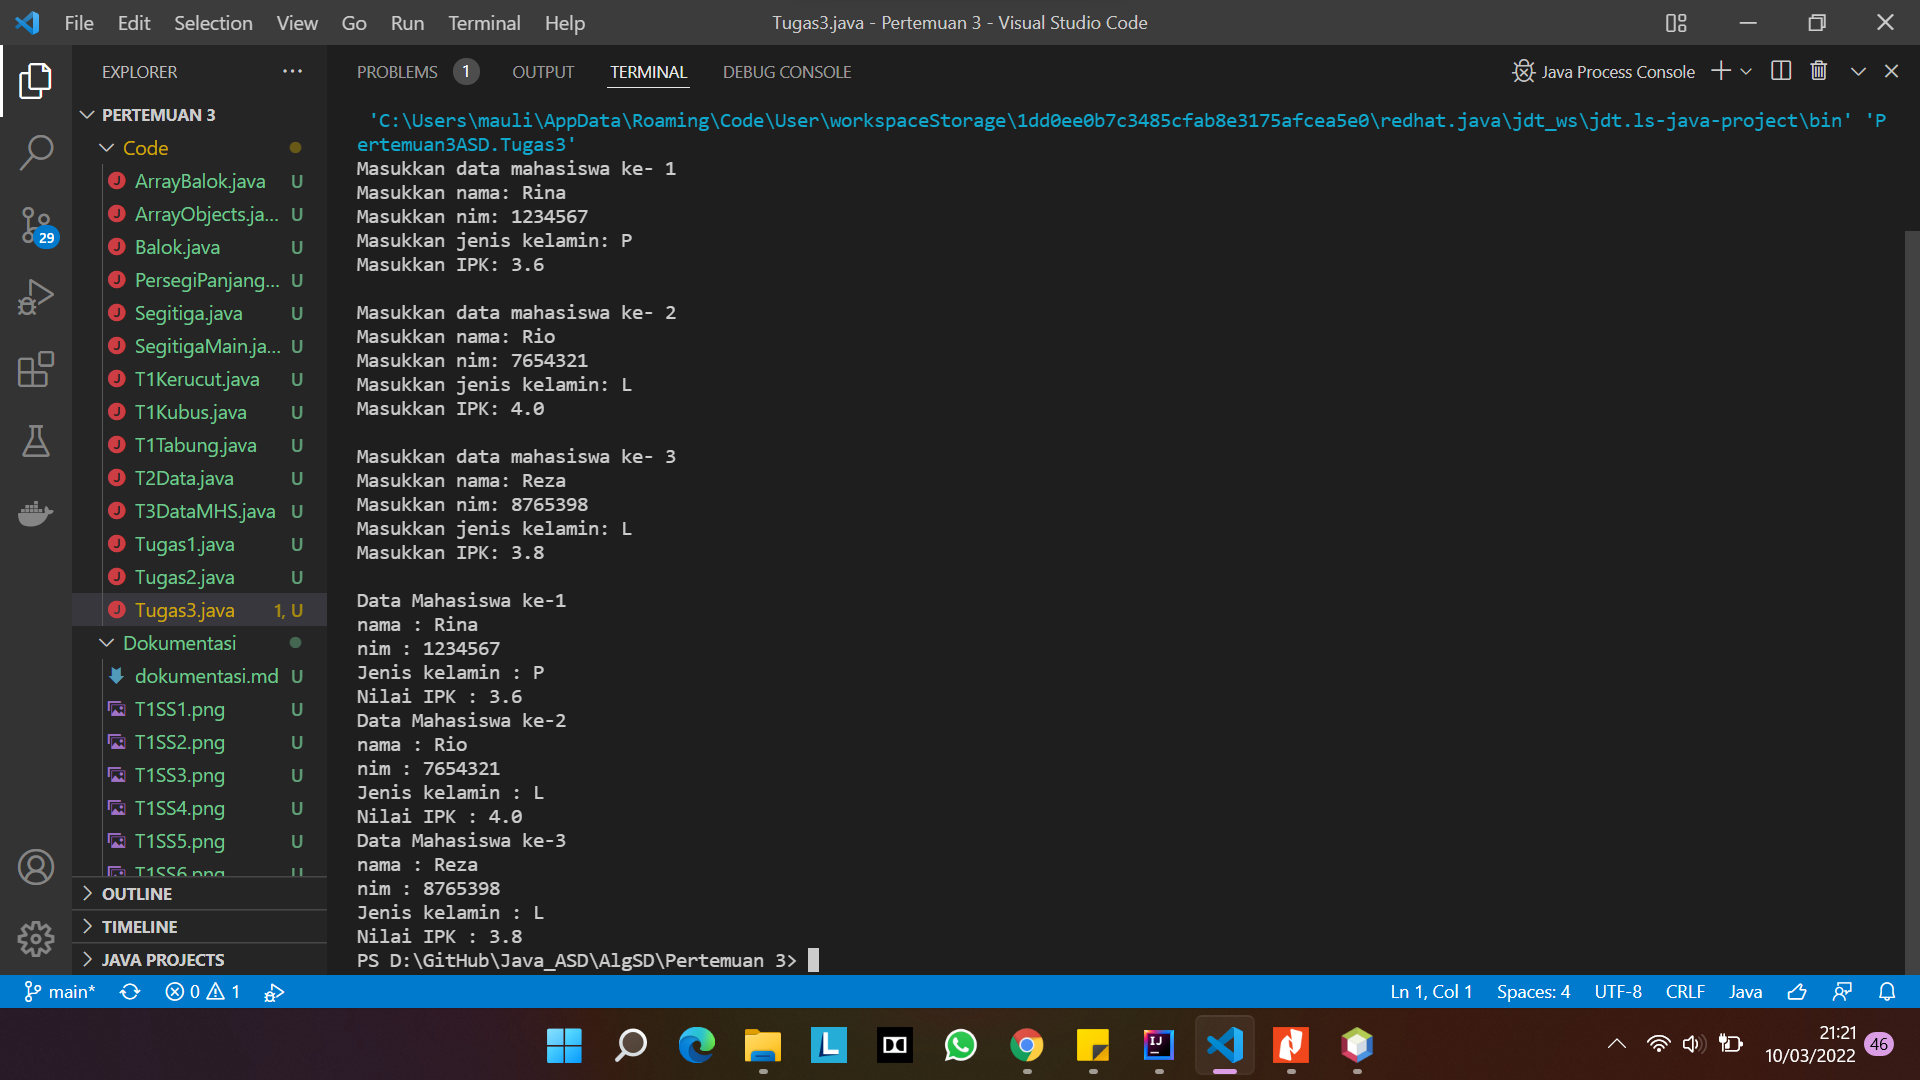 File Edit Selection View Go Run Terminal Help
Tugas3.java - Pertemuan 3 - Visual Studio Code
EXPLORER
PERTEMUAN 3
Code
ArrayBalok.java U
ArrayObjects.ja... U
Balok.java U
PersegiPanjang... U
Segitiga.java U
SegitigaMain.ja... U
T1Kerucut.java U
T1Kubus.java U
T1Tabung.java U
T2Data.java U
T3DataMHS.java U
Tugas1.java U
Tugas2.java U
Tugas3.java 1, U
Dokumentasi
dokumentasi.md U
T1SS1.png U
T1SS2.png U
T1SS3.png U
T1SS4.png U
T1SS5.png U
T1SS6.png U
OUTLINE
TIMELINE
JAVA PROJECTS
29
PROBLEMS 1 OUTPUT TERMINAL DEBUG CONSOLE
Java Process Console
'C:\Users\mauli\AppData\Roaming\Code\User\workspaceStorage\1dd0ee0b7c3485cfab8e3175afcea5e0\redhat.java\jdt_ws\jdt.ls-java-project\bin' 'P
ertemuan3ASD.Tugas3'
Masukkan data mahasiswa ke- 1
Masukkan nama: Rina
Masukkan nim: 1234567
Masukkan jenis kelamin: P
Masukkan IPK: 3.6
Masukkan data mahasiswa ke- 2
Masukkan nama: Rio
Masukkan nim: 7654321
Masukkan jenis kelamin: L
Masukkan IPK: 4.0
Masukkan data mahasiswa ke- 3
Masukkan nama: Reza
Masukkan nim: 8765398
Masukkan jenis kelamin: L
Masukkan IPK: 3.8
Data Mahasiswa ke-1
nama : Rina
nim : 1234567
Jenis kelamin : P
Nilai IPK : 3.6
Data Mahasiswa ke-2
nama : Rio
nim : 7654321
Jenis kelamin : L
Nilai IPK : 4.0
Data Mahasiswa ke-3
nama : Reza
nim : 8765398
Jenis kelamin : L
Nilai IPK : 3.8
PS D:\GitHub\Java_ASD\AlgSD\Pertemuan 3>
main* 0 1
Ln 1, Col 1 Spaces: 4 UTF-8 CRLF Java
L
IJ
21:21
10/03/2022
46